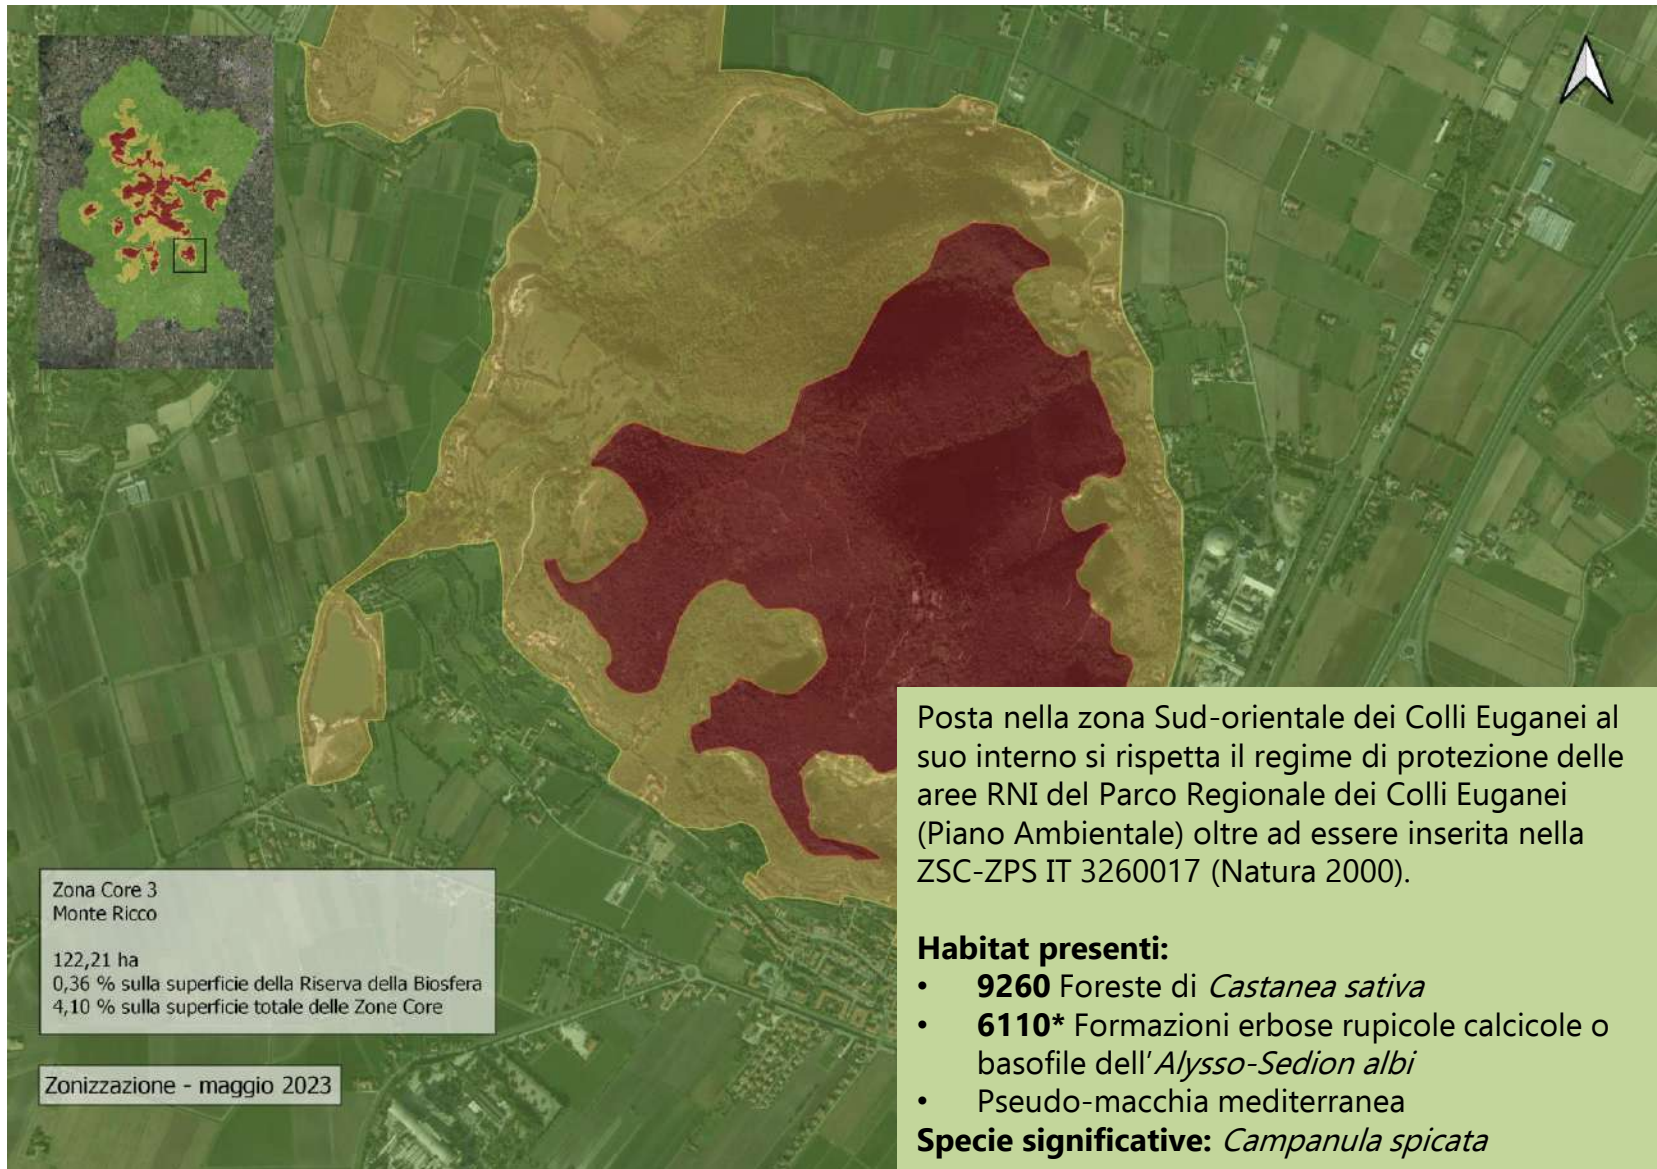 Posta nella zona Sud-orientale dei Colli Euganei al
suo interno si rispetta il regime di protezione delle
aree RNI del Parco Regionale dei Colli Euganei
(Piano Ambientale) oltre ad essere inserita nella
ZSC-ZPS IT 3260017 (Natura 2000).
Habitat presenti:
• 9260 Foreste di Castanea sativa
• 6110* Formazioni erbose rupicole calcicole o
basofile dell'Alysso-Sedion albi
• Pseudo-macchia mediterranea
Specie significative: Campanula spicata
Zona Core 3
Monte Ricco
122,21 ha
0,36 % sulla superficie della Riserva della Biosfera
4,10 % sulla superficie totale delle Zone Core
Zonizzazione - maggio 2023